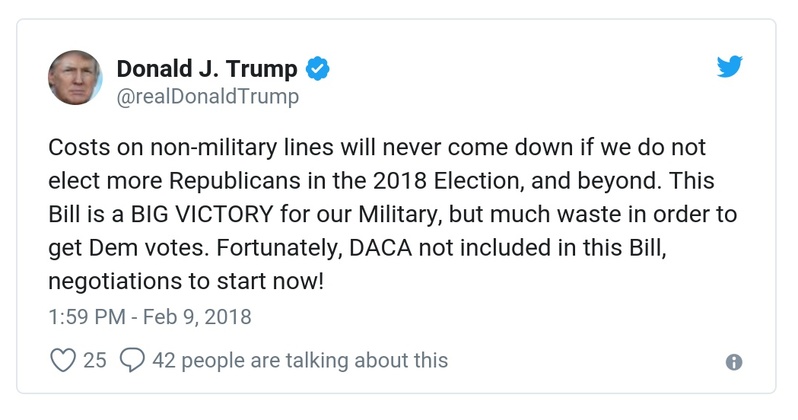 Donald J. Trump
@realDonaldTrump
Costs on non-military lines will never come down if we do not
elect more Republicans in the 2018 Election, and beyond. This
Bill is a BIG VICTORY for our Military, but much waste in order to
get Dem votes. Fortunately, DACA not included in this Bill,
negotiations to start now!
1:59 PM - Feb 9, 2018
25 42 people are talking about this